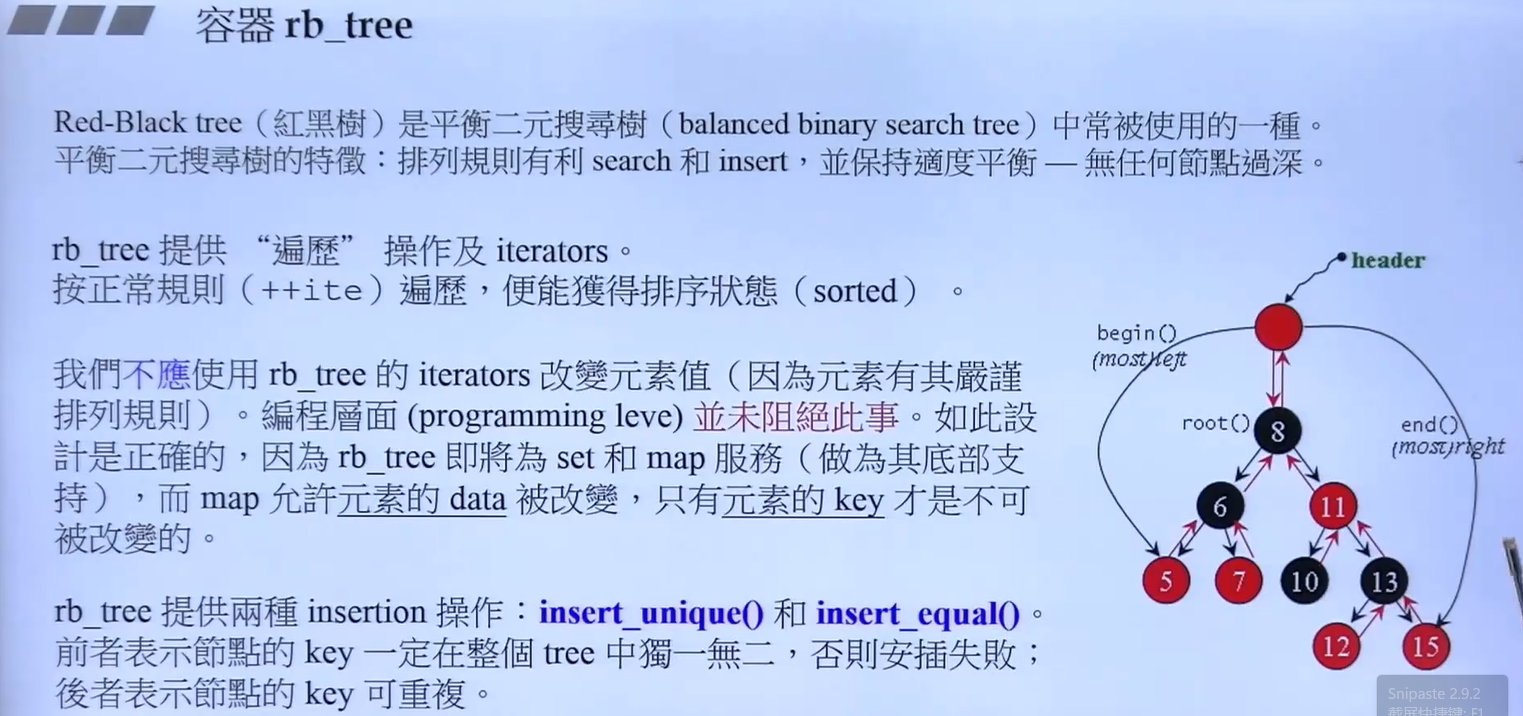 容器 rb_tree
Red-Black tree（紅黑樹）是平衡二元搜尋樹（balanced binary search tree）中常被使用的一種。
平衡二元搜尋樹的特徵：排列規則有利 search 和 insert，並保持適度平衡 — 無任何節點過深。
rb_tree 提供 “遍歷” 操作及 iterators。
按正常規則（++ite）遍歷，便能獲得排序狀態（sorted） 。
我們不應使用 rb_tree 的 iterators 改變元素值（因為元素有其嚴謹
排列規則）。編程層面 (programming leve) 並未阻絕此事。如此設
計是正確的，因為 rb_tree 即將為 set 和 map 服務（做為其底部支
持），而 map 允許元素的 data 被改變，只有元素的 key 才是不可
被改變的。
rb_tree 提供兩種 insertion 操作：insert_unique() 和 insert_equal()。
前者表示節點的 key 一定在整個 tree 中獨一無二，否則安插失敗；
後者表示節點的 key 可重複。
header
begin()
(most)left
root()
8
end()
(most)right
6
11
5
7
10
13
12
15
Snipaste 2.9.2
截屏快捷键: F1